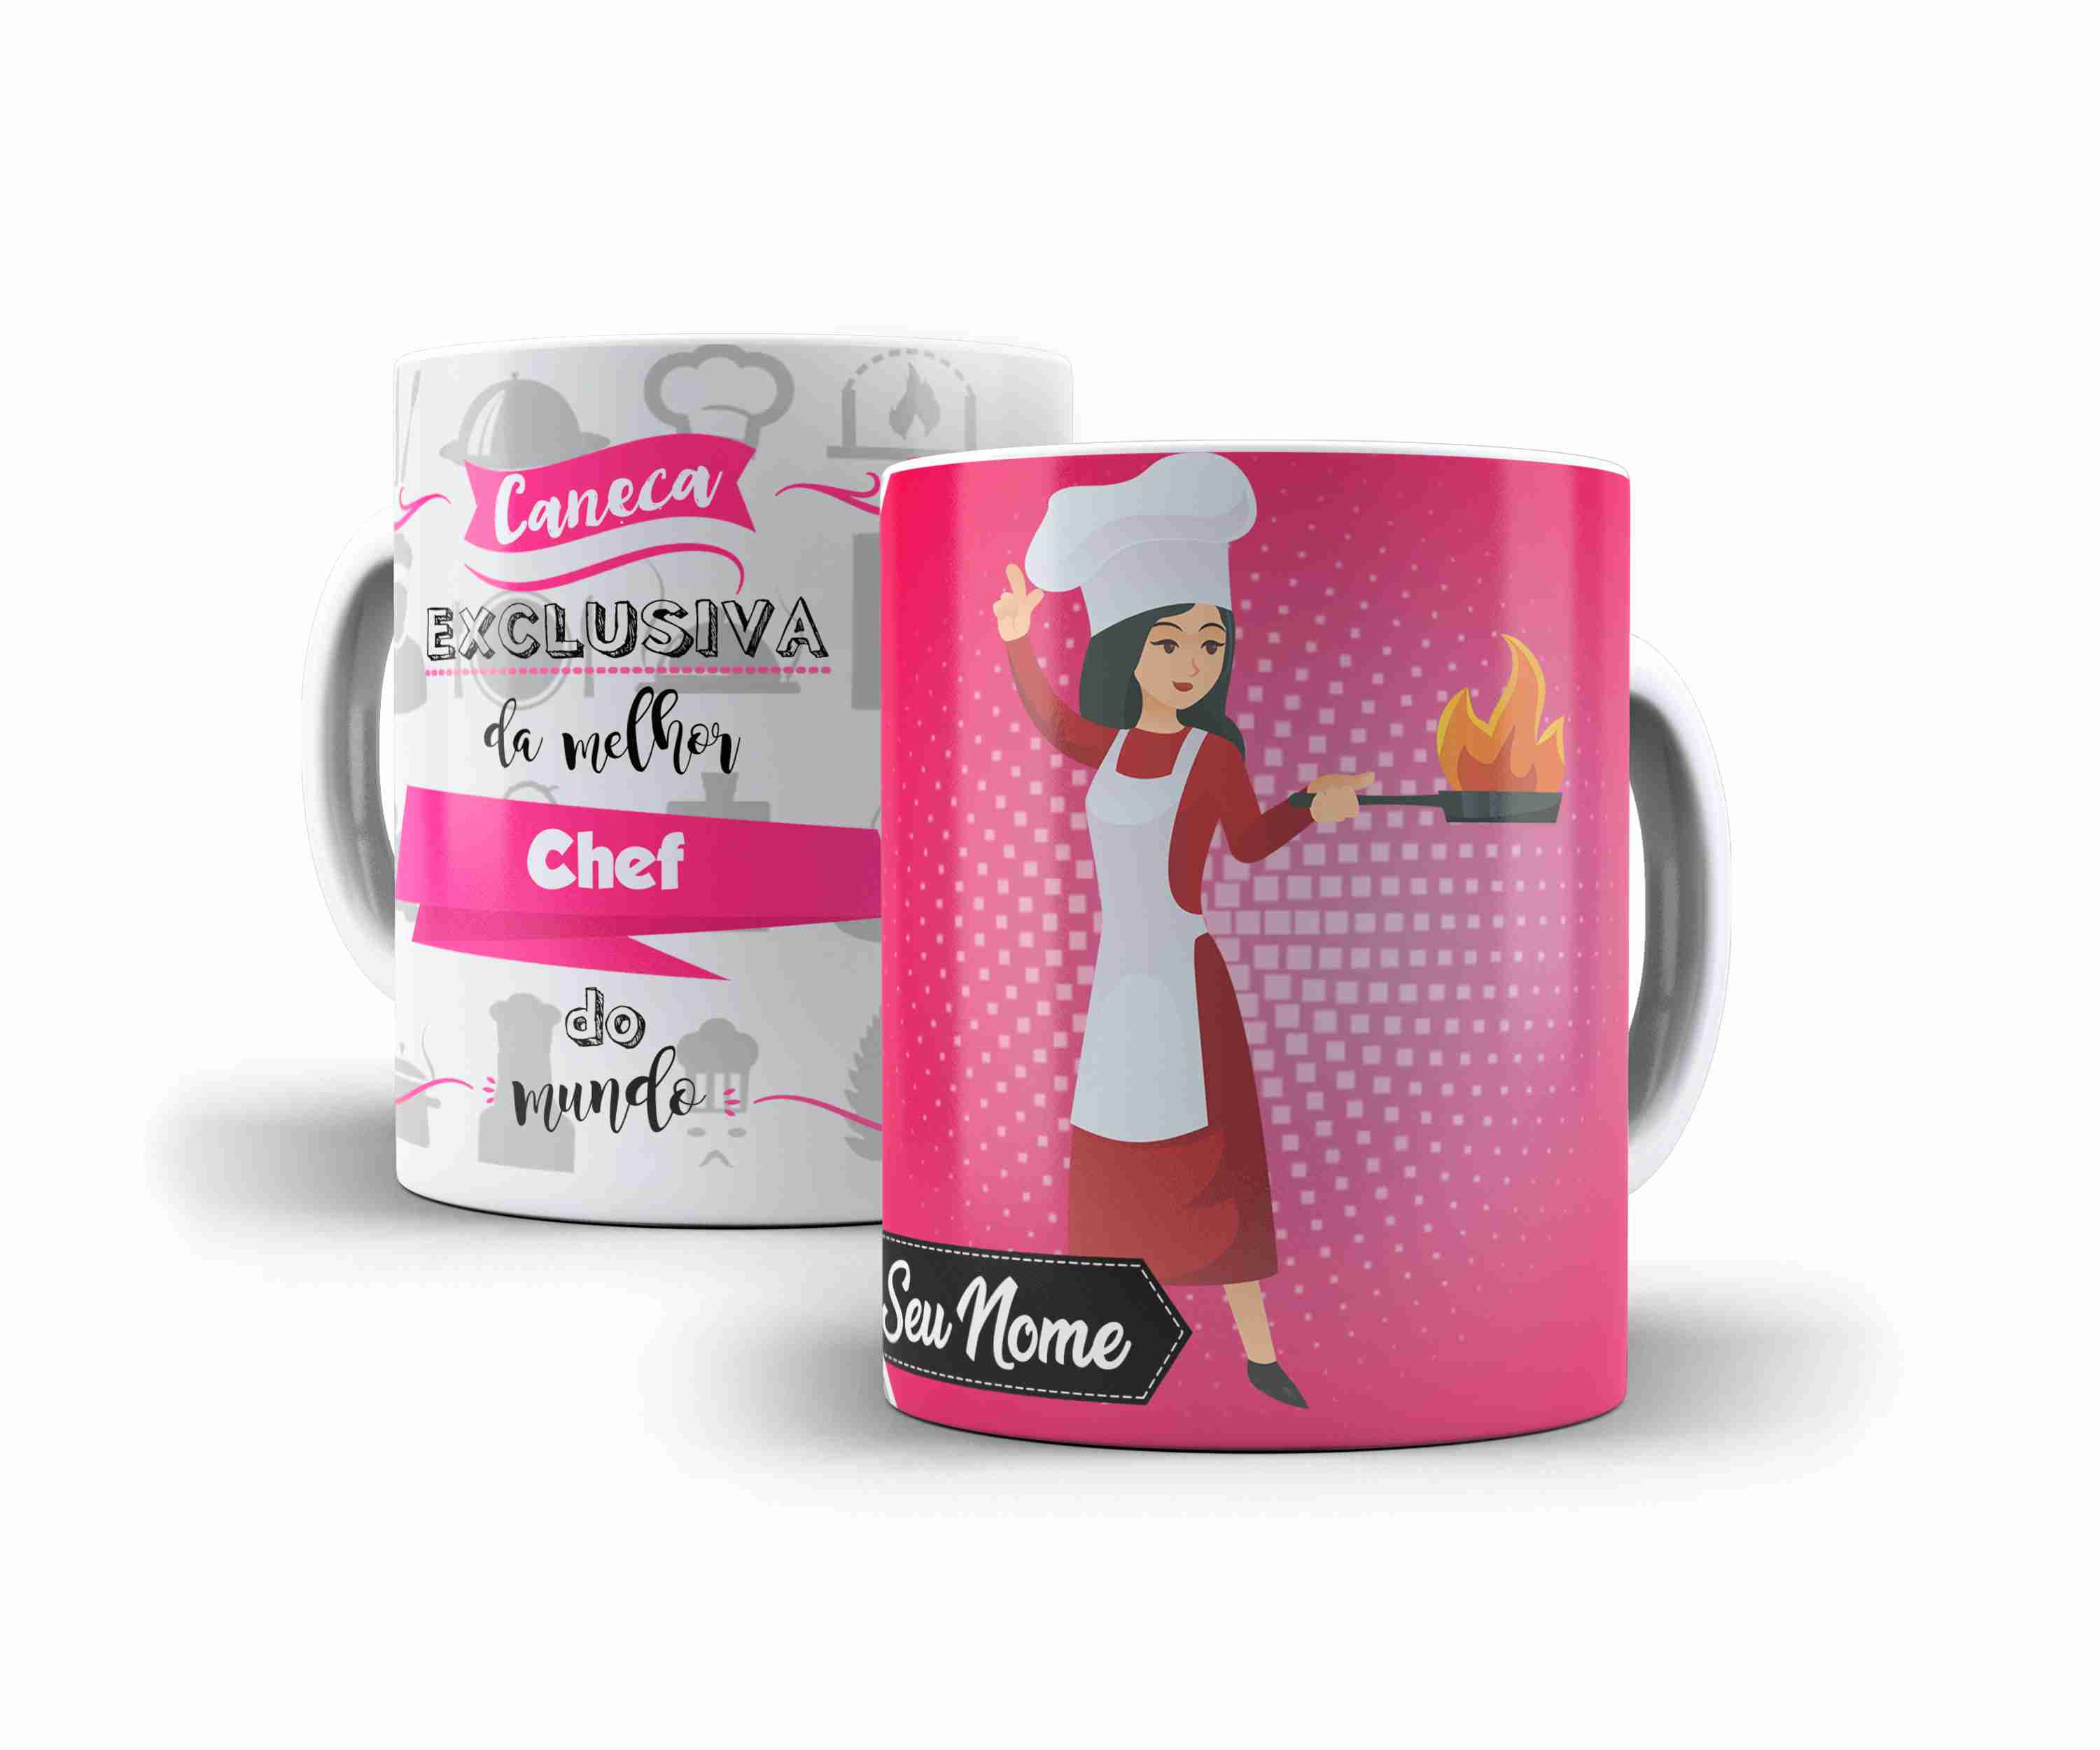 Caneca
EXCLUSIVA
da melhor
Chef
do
mundo
Seu Nome